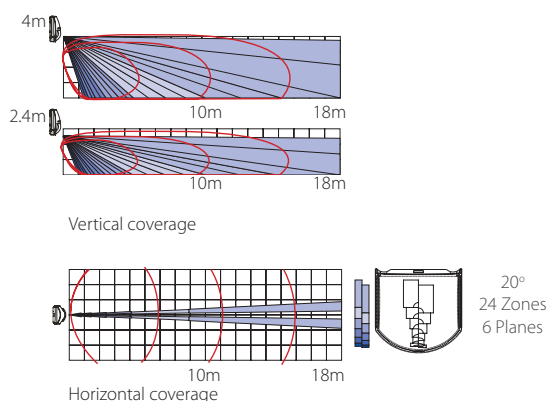 4m
10m 18m
2.4m
10m 18m
Vertical coverage
20°
24 Zones
6 Planes
10m 18m
Horizontal coverage